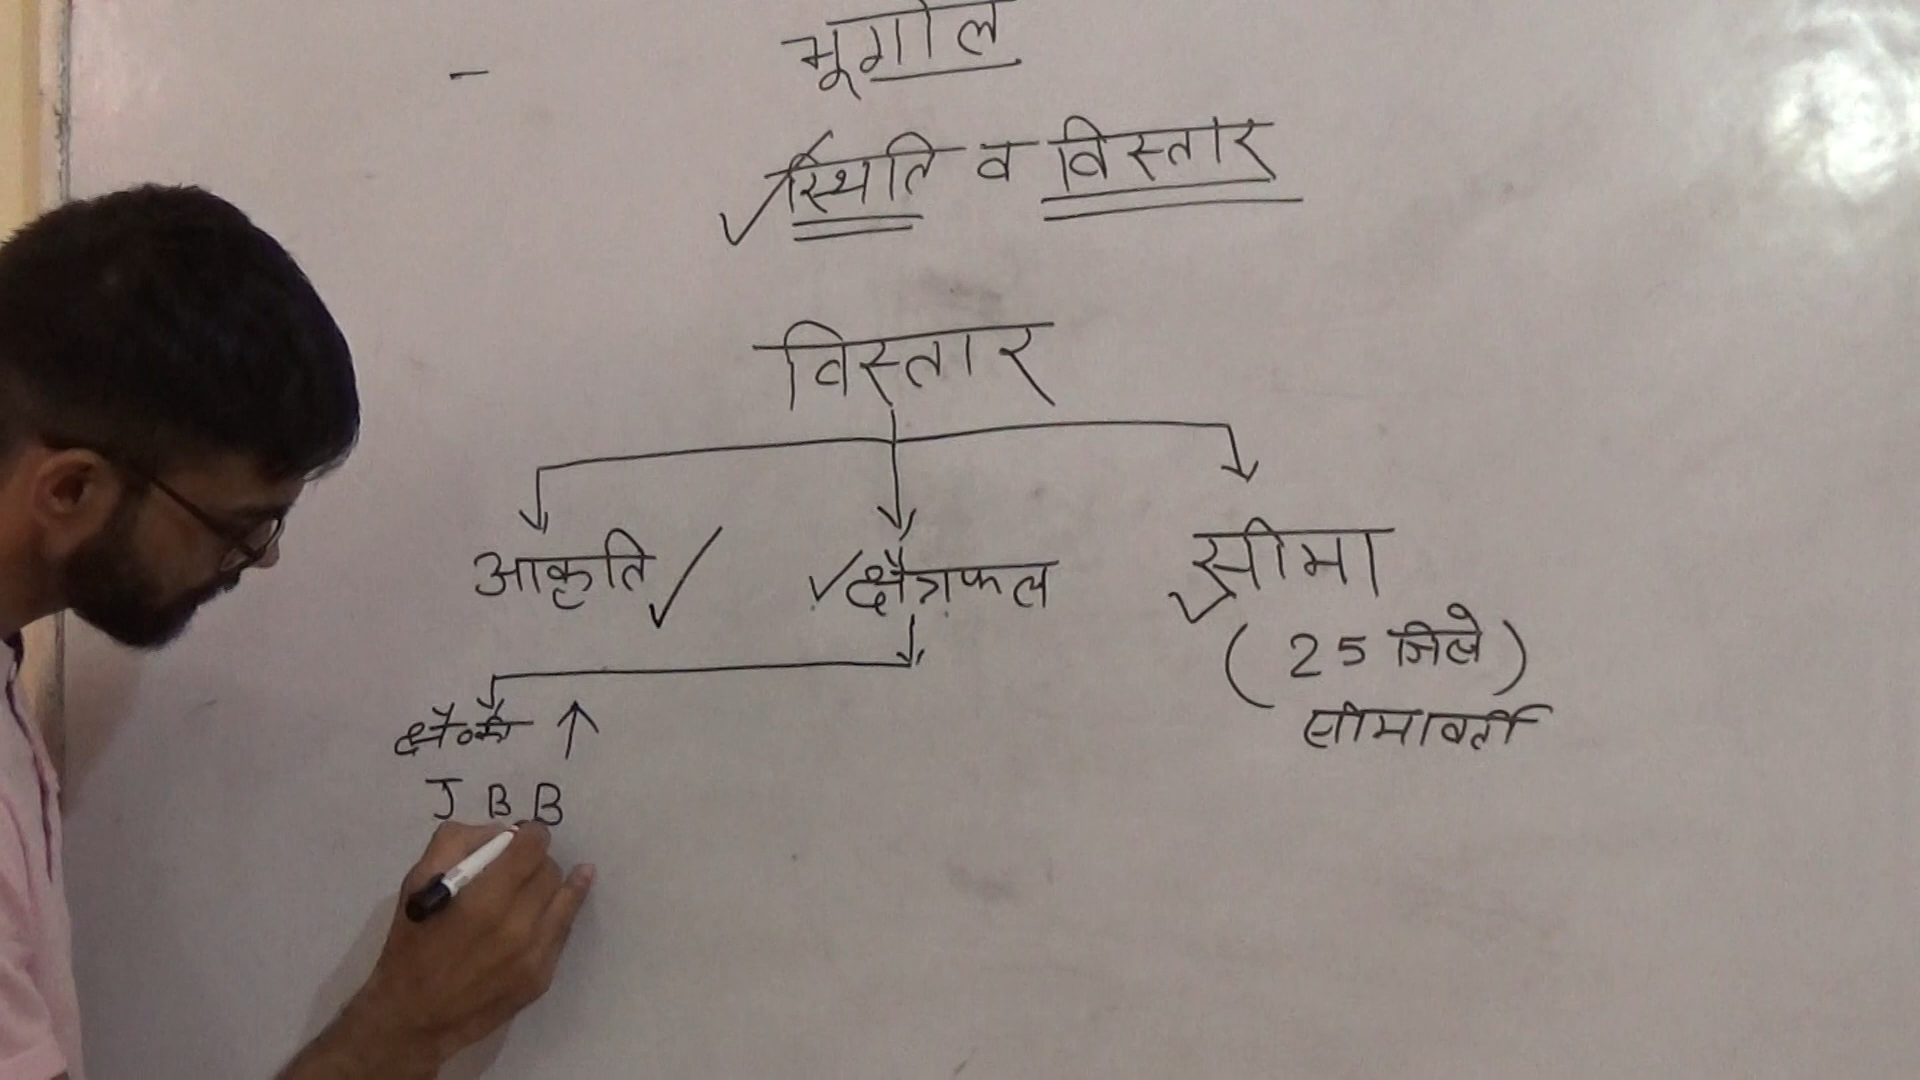 भूगोल
स्थिति व विस्तार
विस्तार
आकृति क्षैत्रफल सीमा
( 25 जिले )
सीमावर्ती
J B B